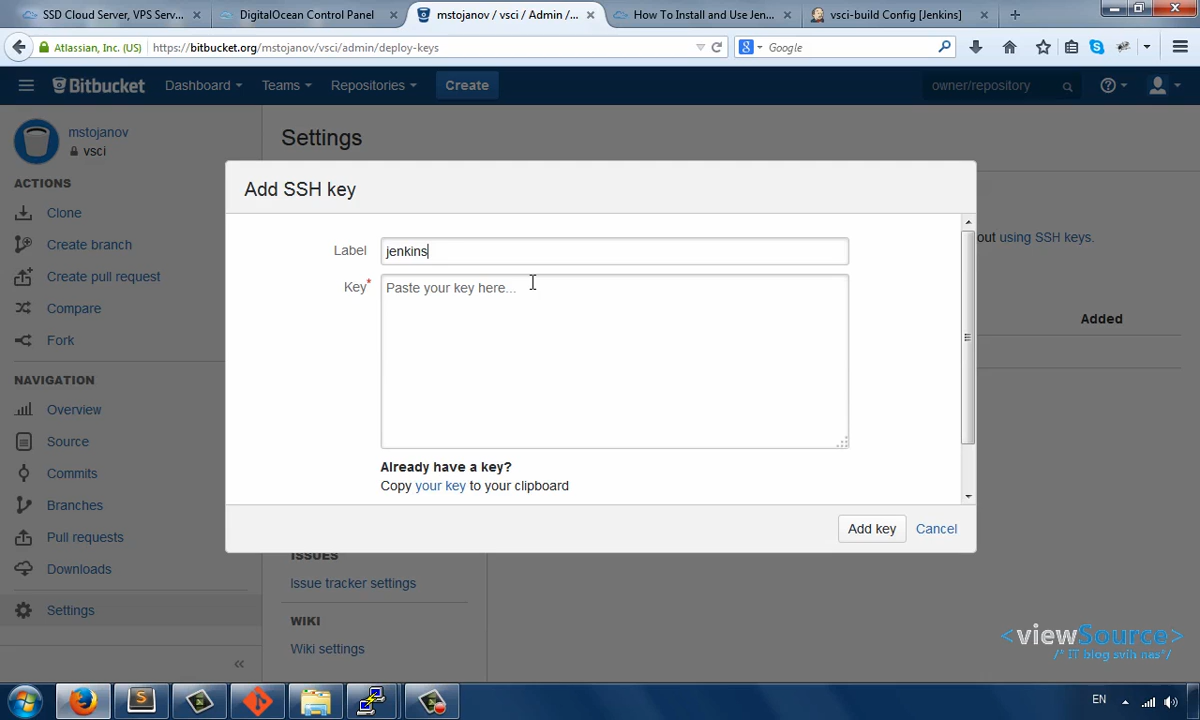 SSD Cloud Server, VPS Serv...
DigitalOcean Control Panel
mstojanov / vsci / Admin /...
How To Install and Use Jen...
vsci-build Config [Jenkins]
Atlassian, Inc. (US)
https://bitbucket.org/mstojanov/vsci/admin/deploy-keys
Google
Bitbucket
Dashboard
Teams
Repositories
Create
owner/repository
mstojanov
vsci
ACTIONS
Clone
Create branch
Create pull request
Compare
Fork
NAVIGATION
Overview
Source
Commits
Branches
Pull requests
Downloads
Settings
Settings
Add SSH key
Label
jenkins
Key*
Paste your key here...
Already have a key?
Copy your key to your clipboard
Add key
Cancel
out using SSH keys.
Added
ISSUES
Issue tracker settings
WIKI
Wiki settings
<viewSource>
/* IT blog svih nas*/
EN